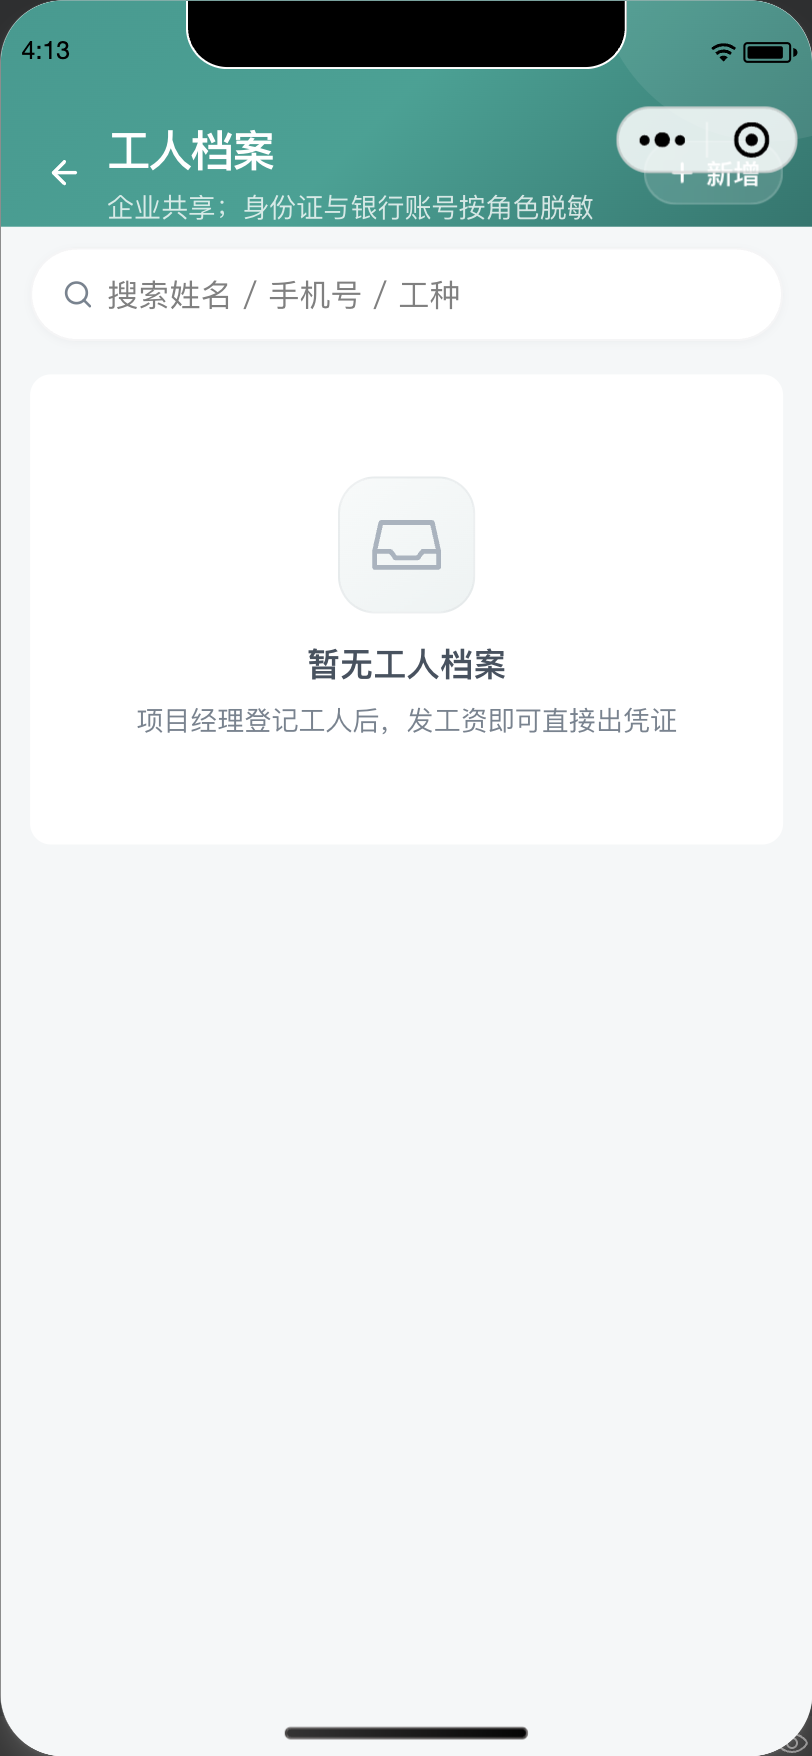 4:13
工人档案
+ 新增
企业共享；身份证与银行账号按角色脱敏
搜索姓名 / 手机号 / 工种
暂无工人档案
项目经理登记工人后，发工资即可直接出凭证